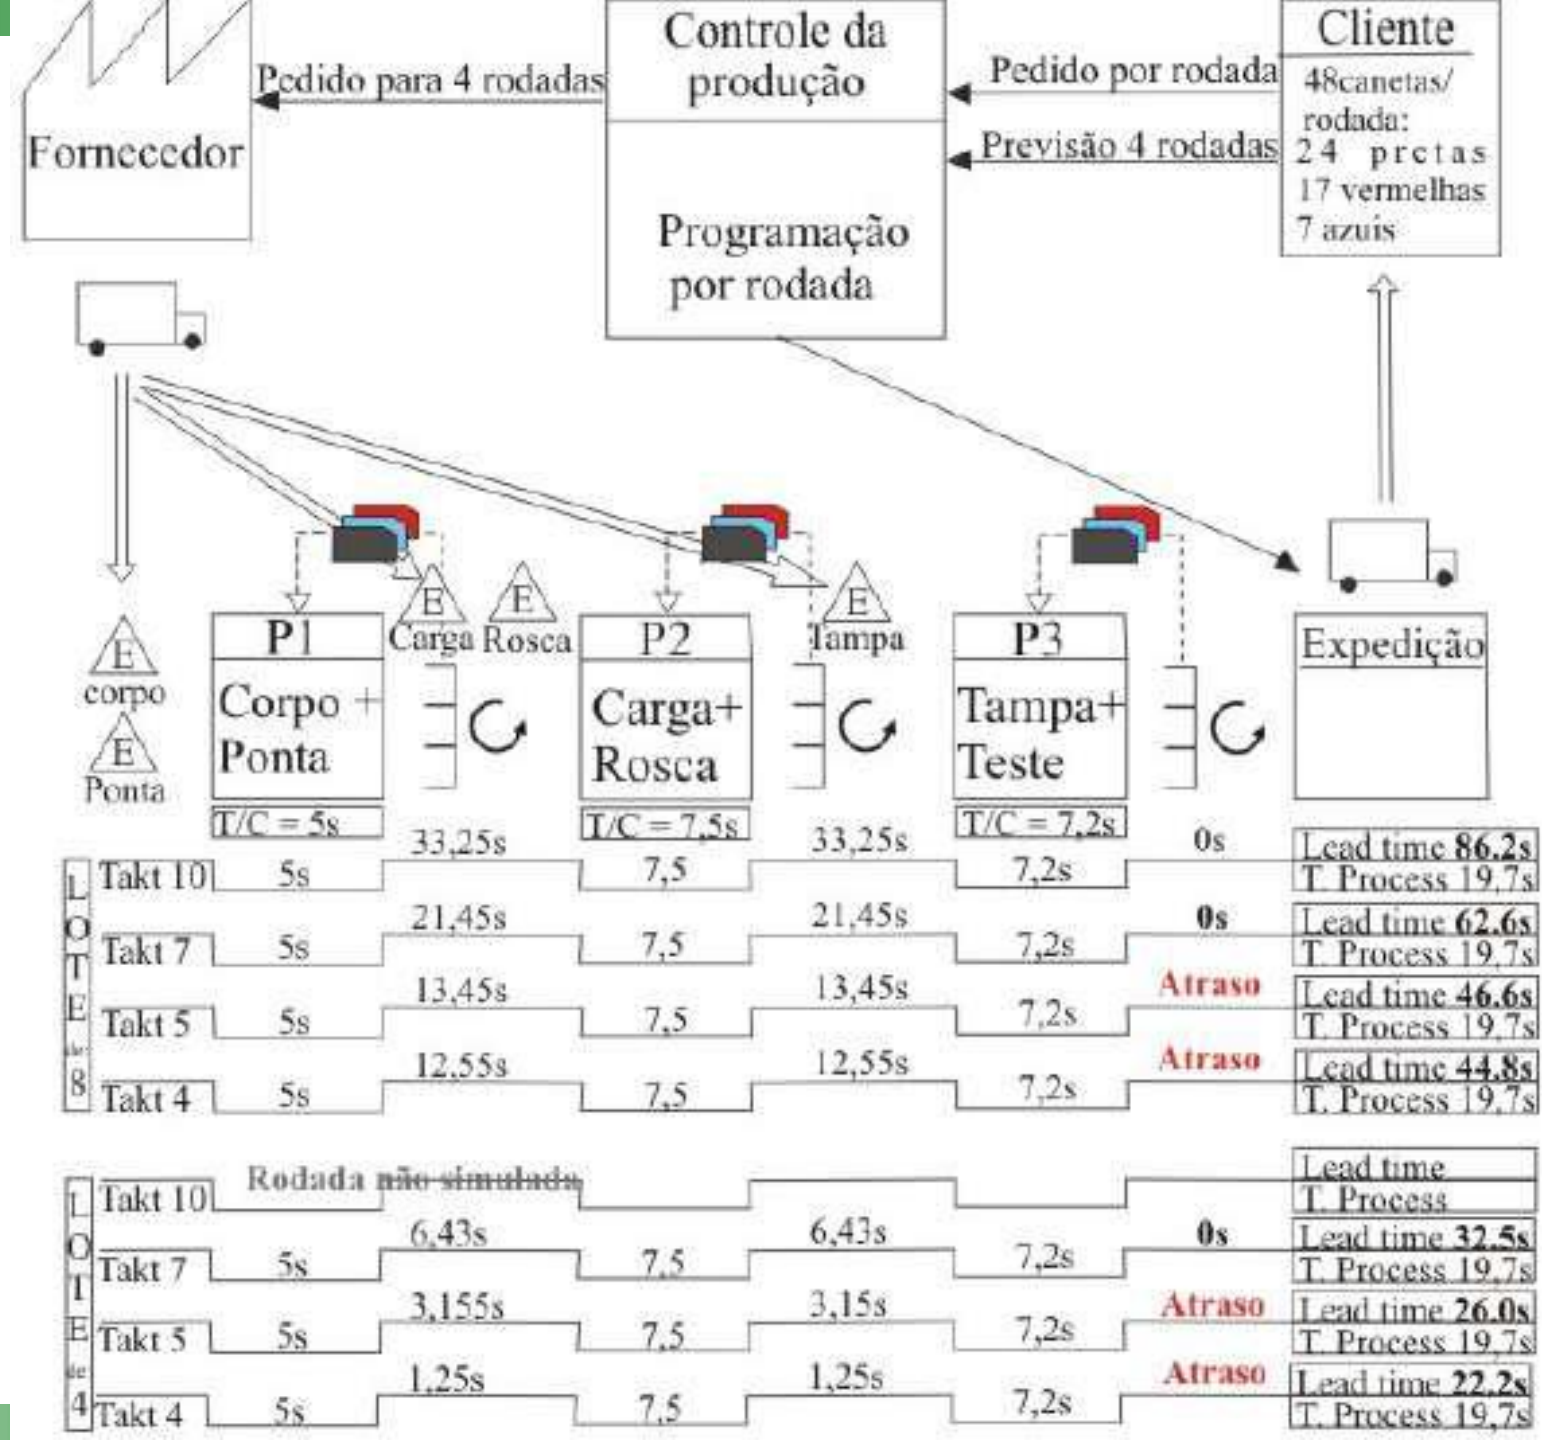 Controle da
produção
Programação
por rodada
Cliente
48canetas/
rodada:
24 pretas
17 vermelhas
7 azuis
Pedido para 4 rodadas
Pedido por rodada
Previsão 4 rodadas
Fornecedor
E
corpo
E
Ponta
P1
Corpo +
Ponta
T/C = 5s
E
Carga
E
Rosca
P2
Carga+
Rosca
T/C = 7,5s
E
Tampa
P3
Tampa+
Teste
T/C = 7,2s
Expedição
LOTE de 8
Takt 10 5s 33,25s 7,5 33,25s 7,2s 0s Lead time 86.2s
T. Process 19,7s
Takt 7 5s 21,45s 7,5 21,45s 7,2s 0s Lead time 62.6s
T. Process 19,7s
Takt 5 5s 13,45s 7,5 13,45s 7,2s Atraso Lead time 46.6s
T. Process 19,7s
Takt 4 5s 12,55s 7,5 12,55s 7,2s Atraso Lead time 44.8s
T. Process 19,7s
LOTE de 4
Takt 10 Rodada não simulada Lead time
T. Process
Takt 7 5s 6,43s 7,5 6,43s 7,2s 0s Lead time 32.5s
T. Process 19,7s
Takt 5 5s 3,155s 7,5 3,15s 7,2s Atraso Lead time 26.0s
T. Process 19,7s
Takt 4 5s 1,25s 7,5 1,25s 7,2s Atraso Lead time 22.2s
T. Process 19,7s